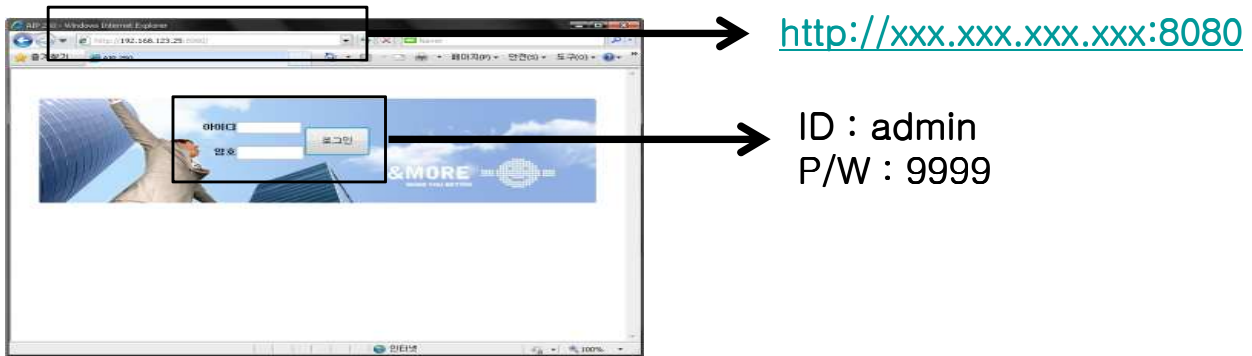 Windows Internet Explorer
http://192.168.123.25:8080/
Naver
http://xxx.xxx.xxx.xxx:8080
즐겨찾기
페이지(P) 안전(S) 도구(O)
아이디
로그인
암호
&MORE
ID : admin
P/W : 9999
인터넷
100%